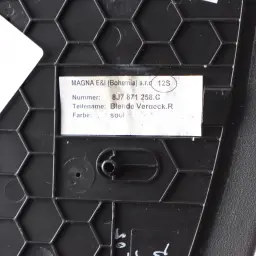 MAGNA E&I (Bohemia) s.r.o 12S
Nummer: 8J7 871 258.C
Teilename: Blende Verdeck.R
Farbe: soul